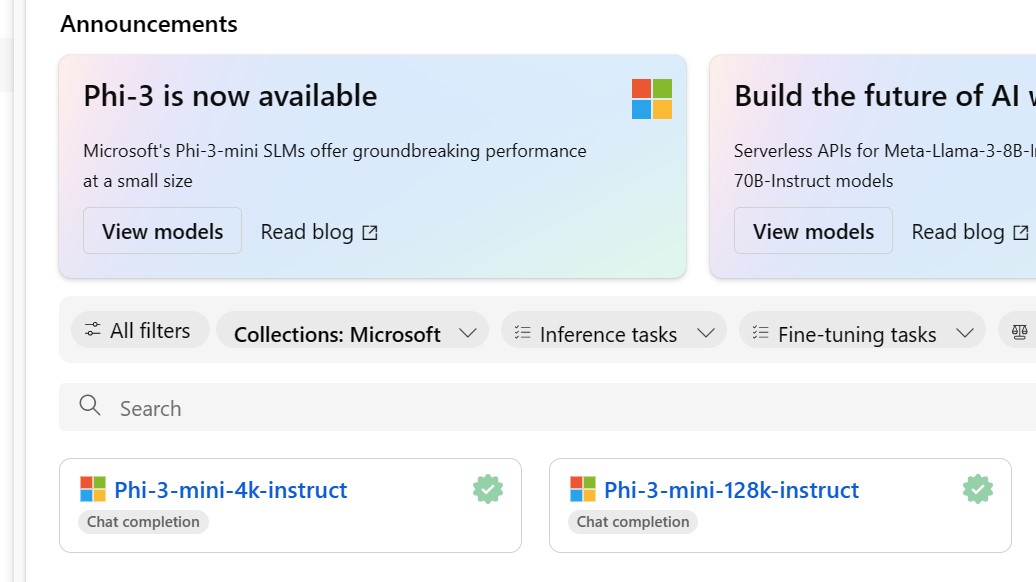 Announcements
Phi-3 is now available
Microsoft's Phi-3-mini SLMs offer groundbreaking performance
at a small size
View models
Read blog
Build the future of AI
Serverless APIs for Meta-Llama-3-8B-
70B-Instruct models
View models
Read blog
All filters
Collections: Microsoft
Inference tasks
Fine-tuning tasks
Search
Phi-3-mini-4k-instruct
Chat completion
Phi-3-mini-128k-instruct
Chat completion